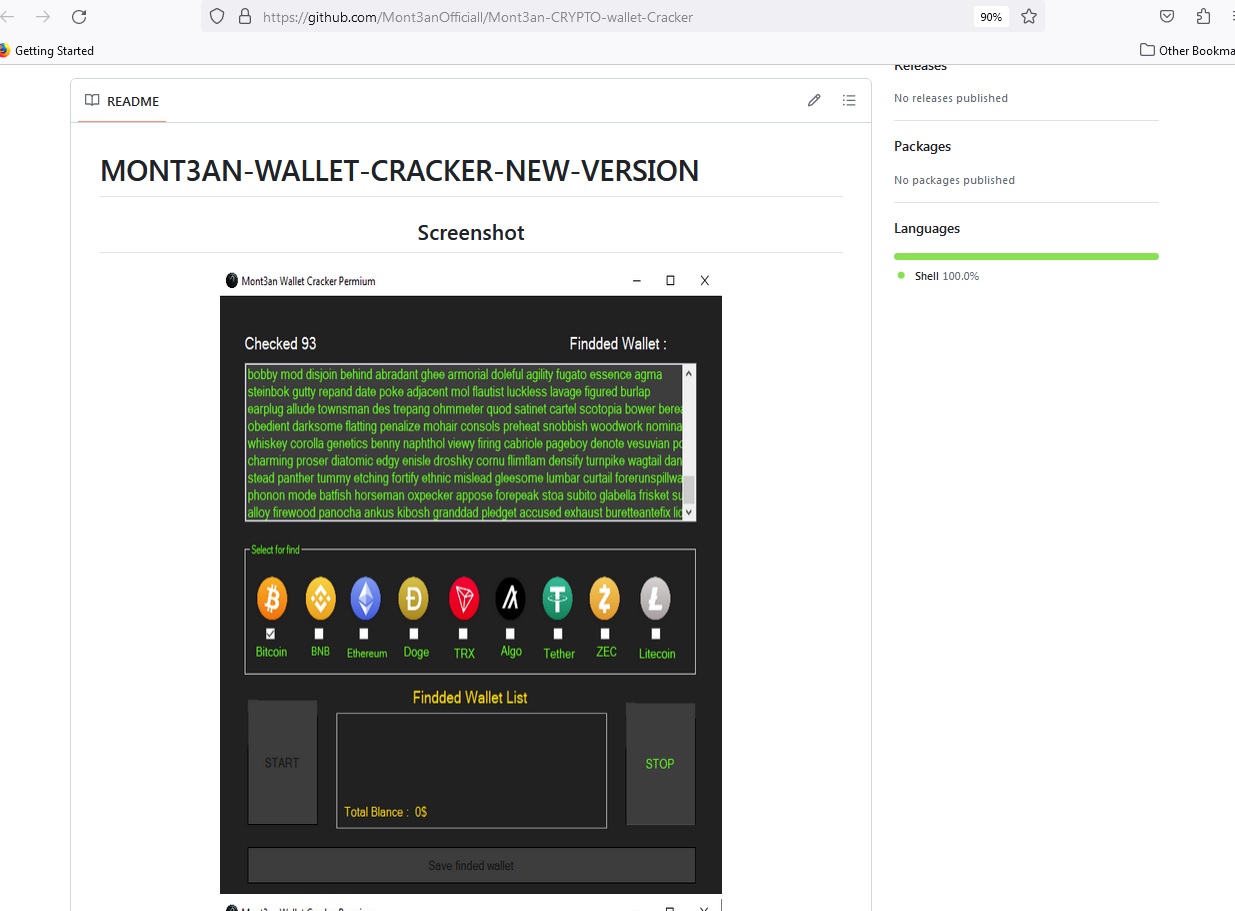 https://github.com/Mont3anOfficiall/Mont3an-CRYPTO-wallet-Cracker
90%
Getting Started
Other Bookma
README
Releases
No releases published
Packages
No packages published
Languages
Shell 100.0%
MONT3AN-WALLET-CRACKER-NEW-VERSION
Screenshot
Mont3an Wallet Cracker Permium
Checked 93
Findded Wallet :
bobby mod disjoin behind abradant ghee armorial doleful agility fugato essence agma
steinbok gutty repand date poke adjacent mol flautist luckless lavage figured burlap
earplug allude townsman des trepang ohmmeter quod satinet cartel scotopia bower berea
obedient darksome flatting penalize mohair consols preheat snobbish woodwork nomina
whiskey corolla genetics benny naphthol viewy firing cabriole pageboy denote vesuvian po
charming proser diatomic edgy enisle droshky cornu flimflam densify turnpike wagtail dan
stead panther tummy etching fortify ethnic mislead gleesome lumbar curtail forerunspillwa
phonon mode batfish horseman oxpecker appose forepeak stoa subito glabella frisket su
alloy firewood panocha ankus kibosh granddad pledget accused exhaust buretteantefix lic
Select for find
Bitcoin
BNB
Ethereum
Doge
TRX
Algo
Tether
ZEC
Litecoin
Findded Wallet List
START
STOP
Total Blance : 0$
Save finded wallet